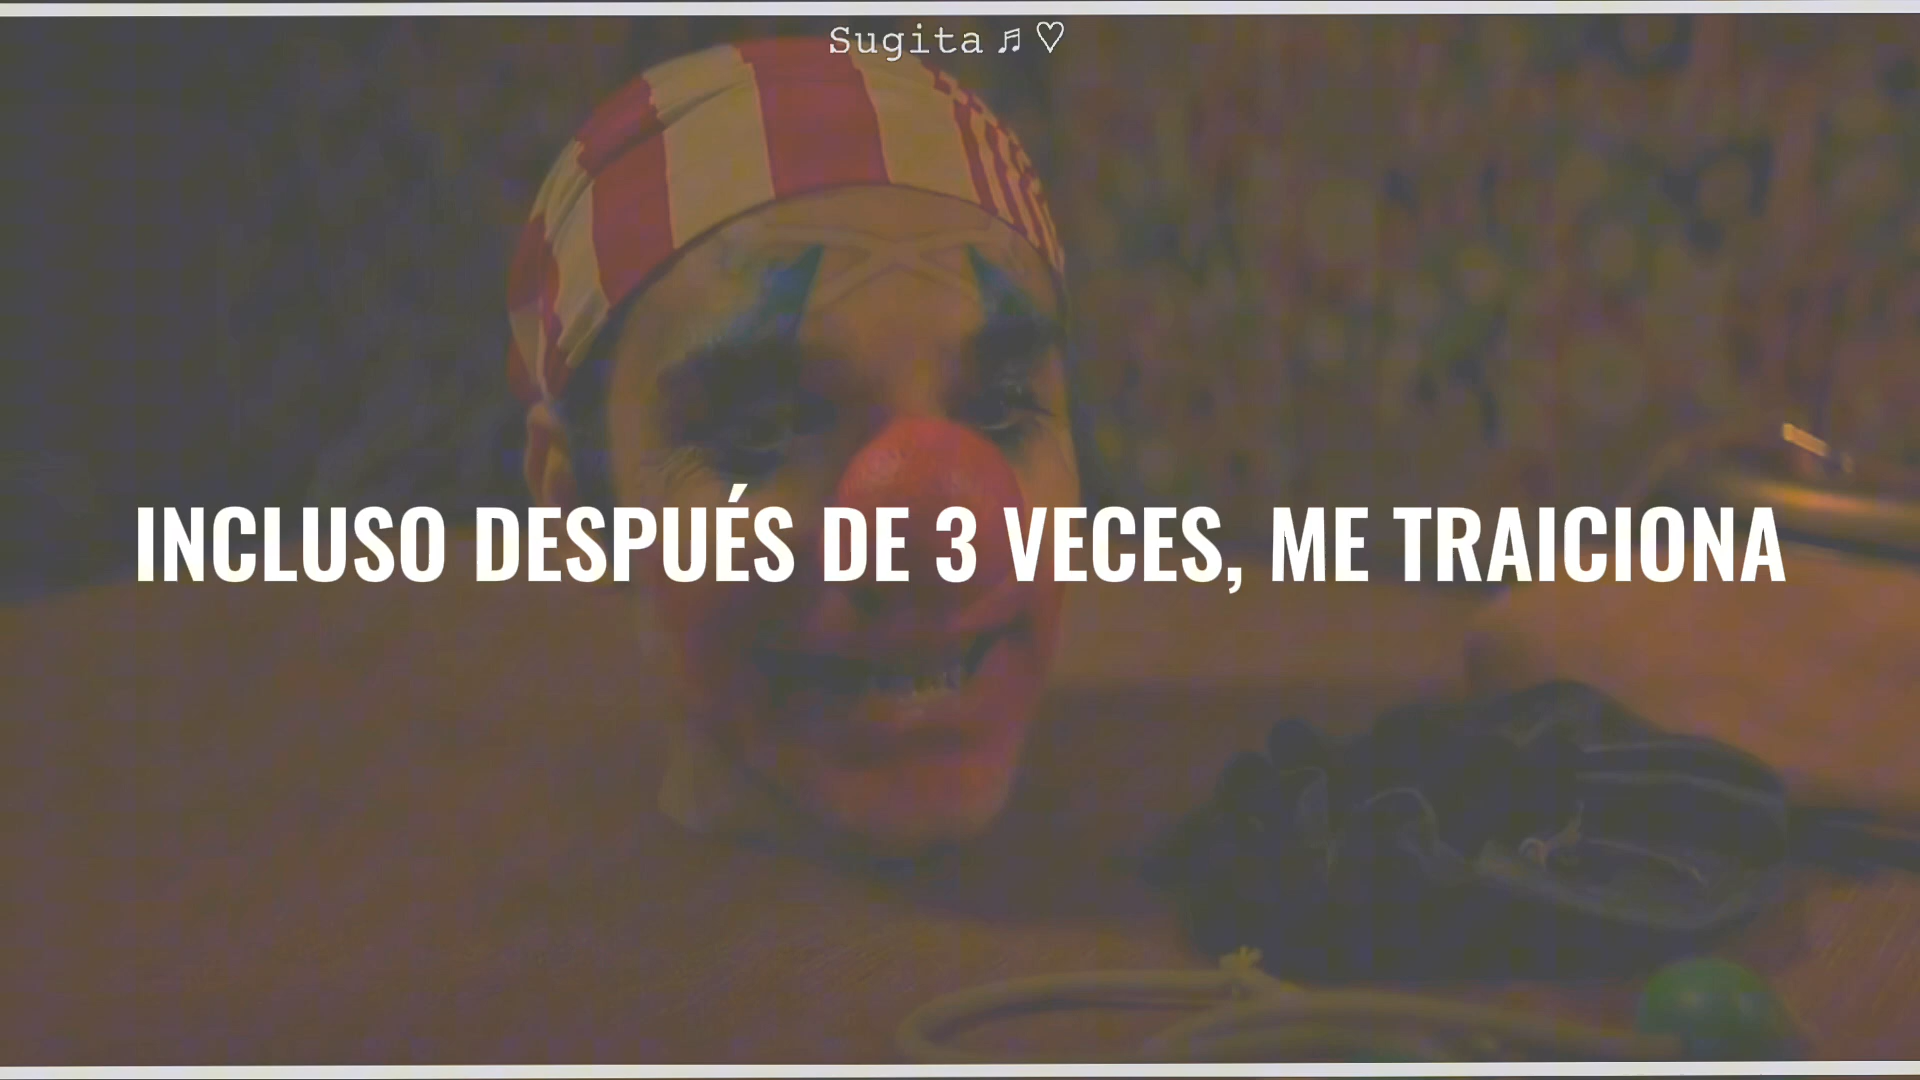 Sugita ♬ ♡
INCLUSO DESPUÉS DE 3 VECES, ME TRAICIONA